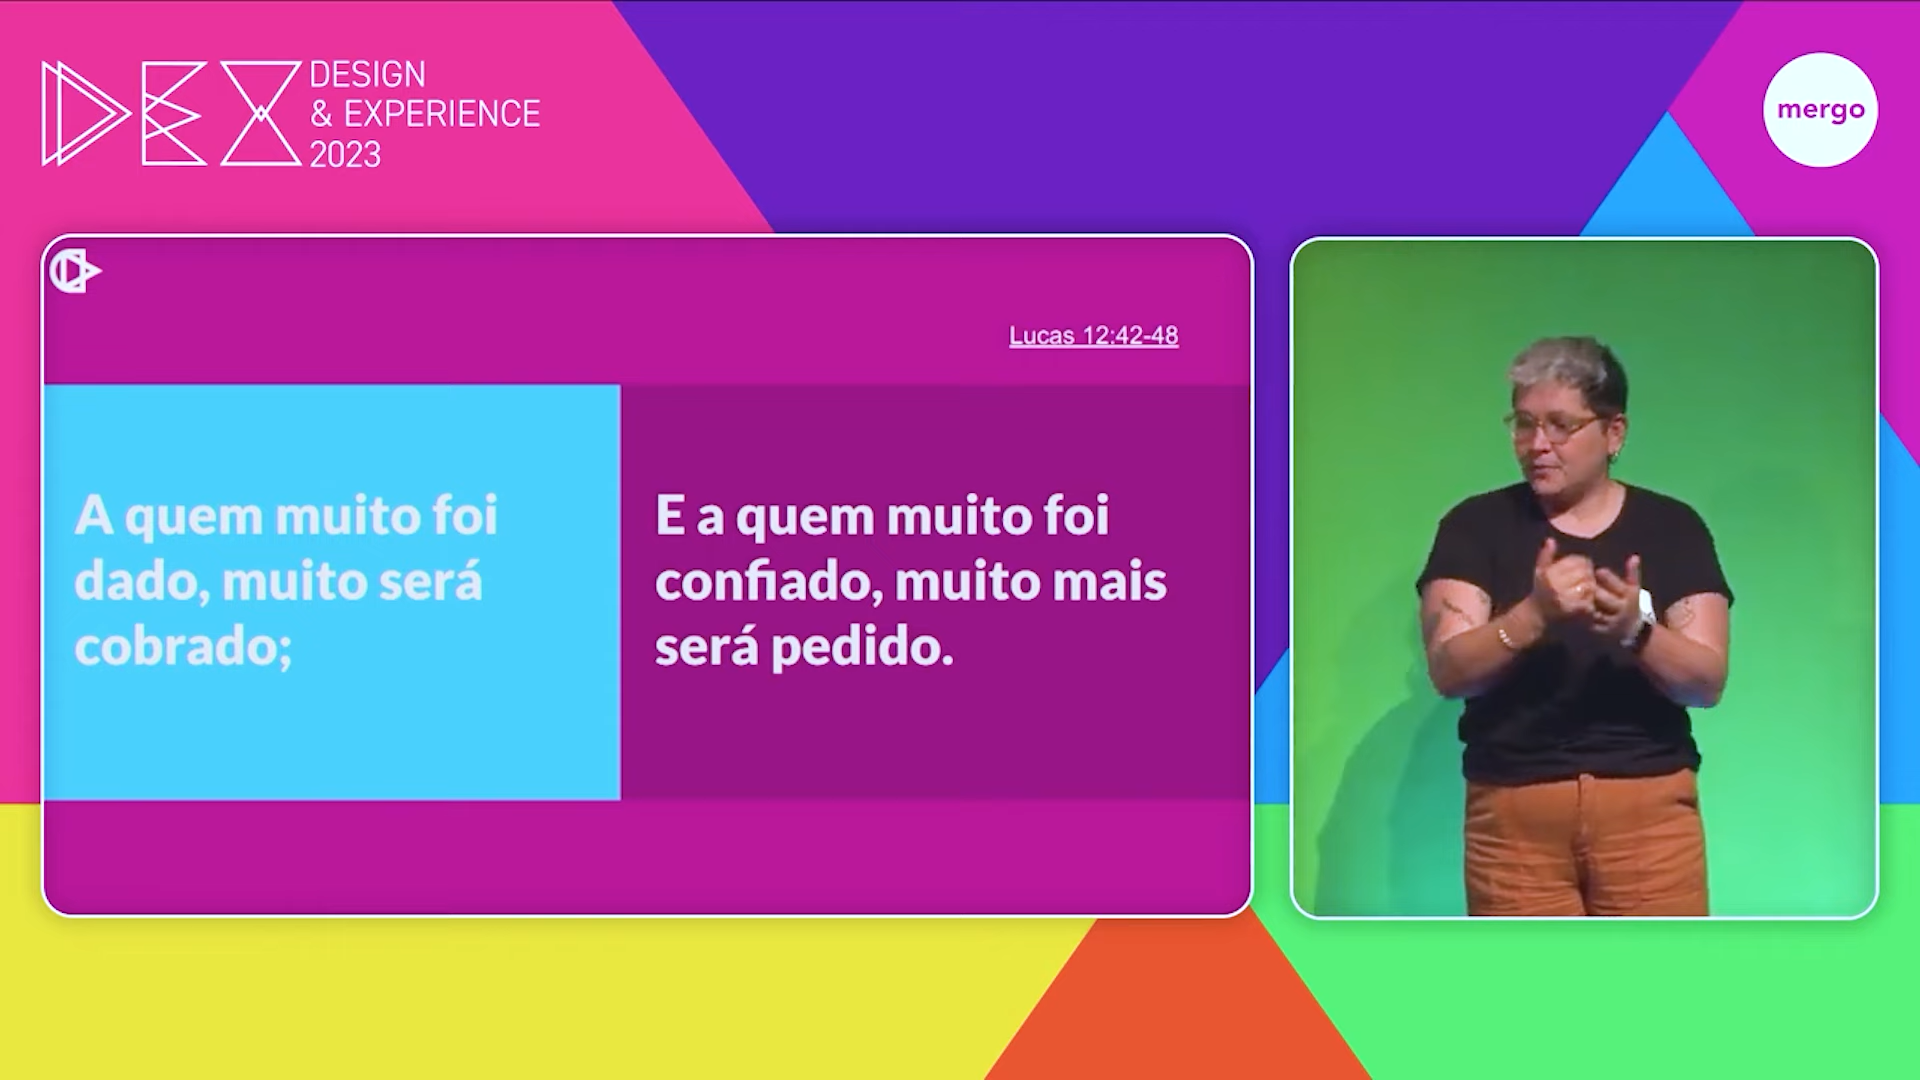 DEX
DESIGN
& EXPERIENCE
2023
mergo
Lucas 12:42-48
A quem muito foi
dado, muito será
cobrado;
E a quem muito foi
confiado, muito mais
será pedido.